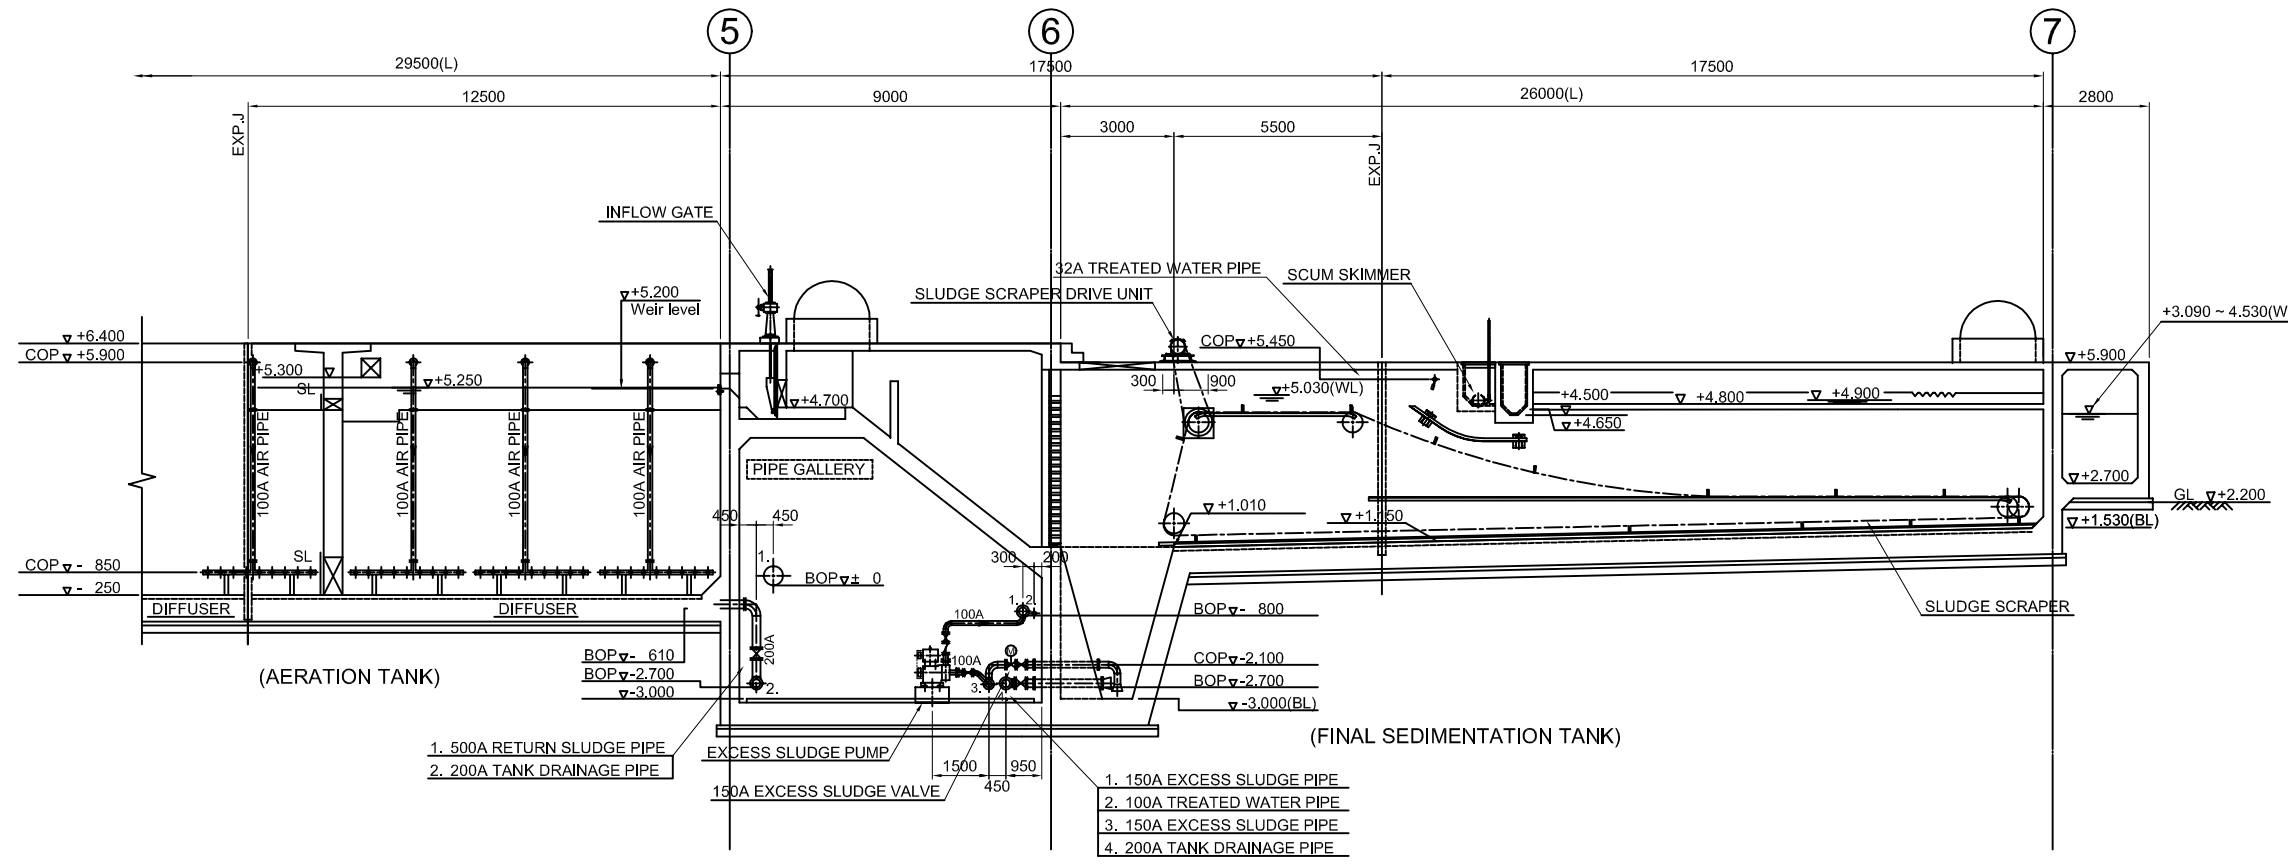 5
6
7
29500(L)
17500
17500
12500
9000
26000(L)
2800
3000
5500
EXP.J
EXP.J
INFLOW GATE
32A TREATED WATER PIPE
SCUM SKIMMER
SLUDGE SCRAPER DRIVE UNIT
+5.200
Weir level
+3.090 ~ 4.530(W
+6.400
COP +5.900
COP +5.450
+5.900
+5.300
+5.250
SL
300
900
+5.030(WL)
+4.700
+4.500
+4.800
+4.900
+4.650
100A AIR PIPE
100A AIR PIPE
100A AIR PIPE
100A AIR PIPE
PIPE GALLERY
+2.700
GL +2.200
+1.010
+1.150
+1.530(BL)
450
450
SL
1.
300
200
COP - 850
BOP ± 0
- 250
DIFFUSER
DIFFUSER
1. 2.
100A
BOP - 800
SLUDGE SCRAPER
(AERATION TANK)
BOP - 610
200A
100A
M
COP -2.100
BOP -2.700
2.
3.
BOP -2.700
-3.000
-3.000(BL)
(FINAL SEDIMENTATION TANK)
1. 500A RETURN SLUDGE PIPE
2. 200A TANK DRAINAGE PIPE
EXCESS SLUDGE PUMP
1500
950
450
150A EXCESS SLUDGE VALVE
1. 150A EXCESS SLUDGE PIPE
2. 100A TREATED WATER PIPE
3. 150A EXCESS SLUDGE PIPE
4. 200A TANK DRAINAGE PIPE